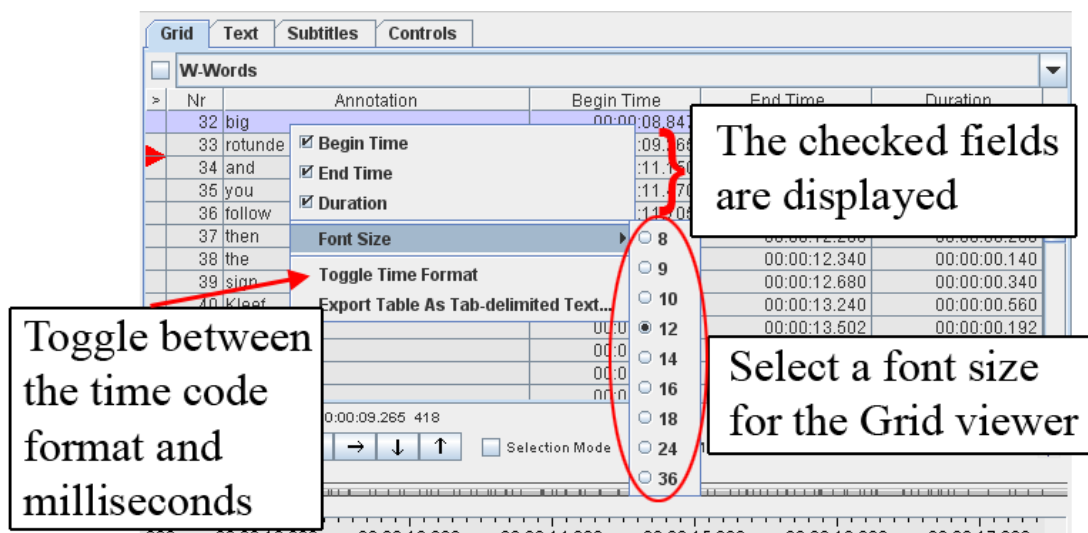 Grid Text Subtitles Controls
W-Words
> Nr Annotation Begin Time End Time Duration
32 big 00:00:08.847
33 rotunde
34 and
35 you
36 follow
37 then
38 the 00:00:12.340 00:00:00.140
39 sign 00:00:12.680 00:00:00.340
40 Kleef 00:00:13.240 00:00:00.560
00:00:13.502 00:00:00.192
Begin Time
End Time
Duration
Font Size
Toggle Time Format
Export Table As Tab-delimited Text...
8
9
10
12
14
16
18
24
36
The checked fields
are displayed
Select a font size
for the Grid viewer
Toggle between
the time code
format and
milliseconds
0:00:09.265 418
Selection Mode